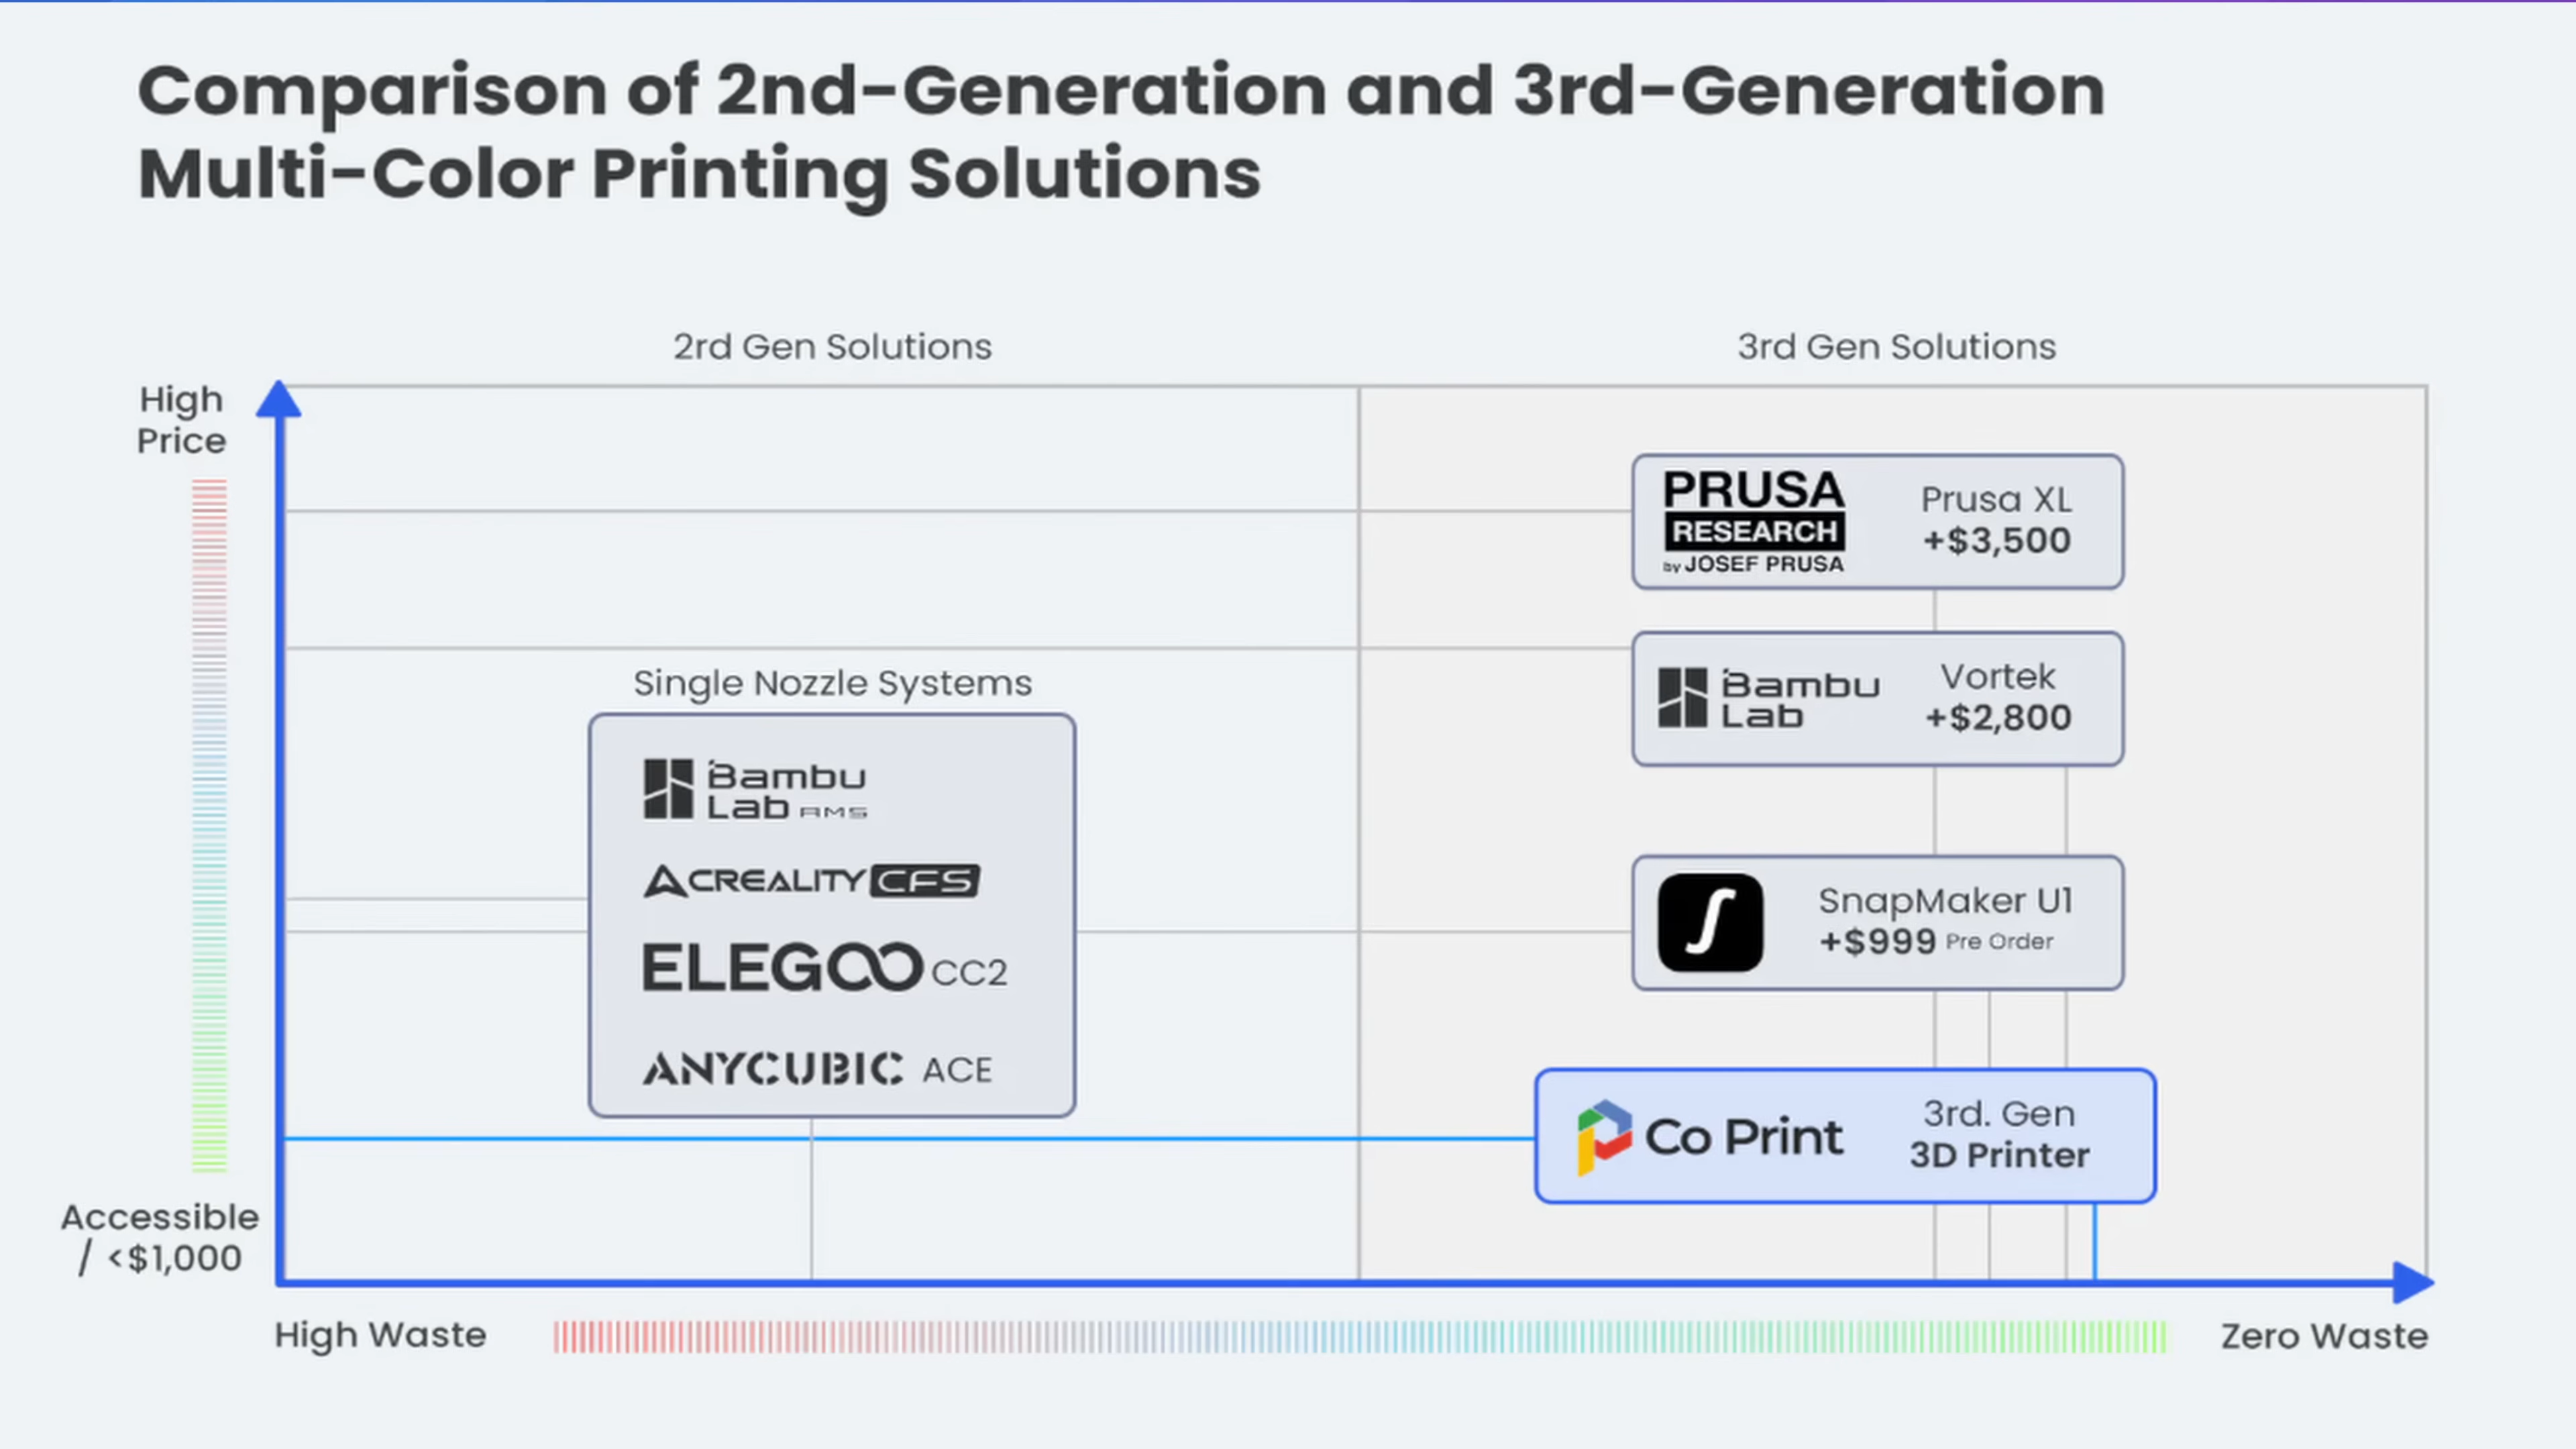 Comparison of 2nd-Generation and 3rd-Generation
Multi-Color Printing Solutions
2rd Gen Solutions
3rd Gen Solutions
High
Price
PRUSA
RESEARCH
by JOSEF PRUSA
Prusa XL
+$3,500
Bambu
Lab
Vortek
+$2,800
Single Nozzle Systems
Bambu
Lab AMS
CREALITY CFS
ELEGOO CC2
ANYCUBIC ACE
SnapMaker U1
+$999 Pre Order
Co Print
3rd. Gen
3D Printer
Accessible
/ <$1,000
High Waste
Zero Waste